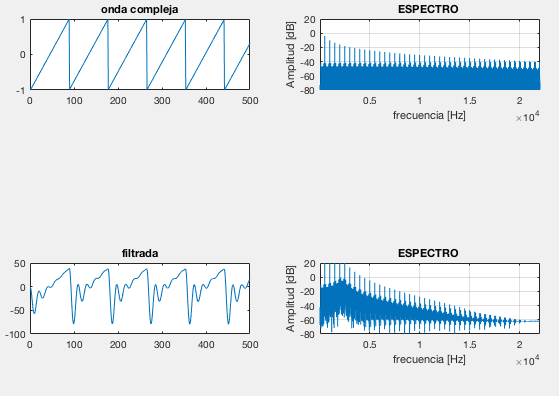 onda compleja
1
0
-1
0 100 200 300 400 500
ESPECTRO
Amplitud [dB]
20
0
-20
-40
-60
-80
0.5 1 1.5 2
×10^4
frecuencia [Hz]
filtrada
50
0
-50
-100
0 100 200 300 400 500
ESPECTRO
Amplitud [dB]
20
0
-20
-40
-60
-80
0.5 1 1.5 2
×10^4
frecuencia [Hz]